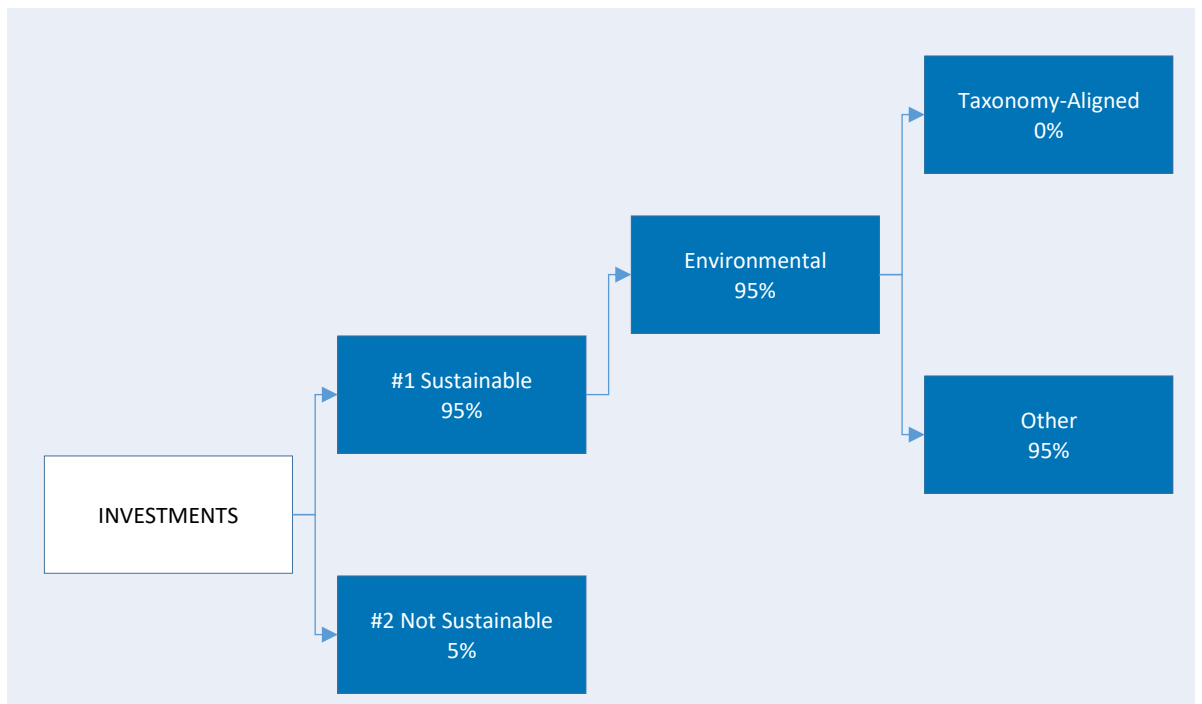 Taxonomy-Aligned
0%
Environmental
95%
#1 Sustainable
95%
Other
95%
INVESTMENTS
#2 Not Sustainable
5%